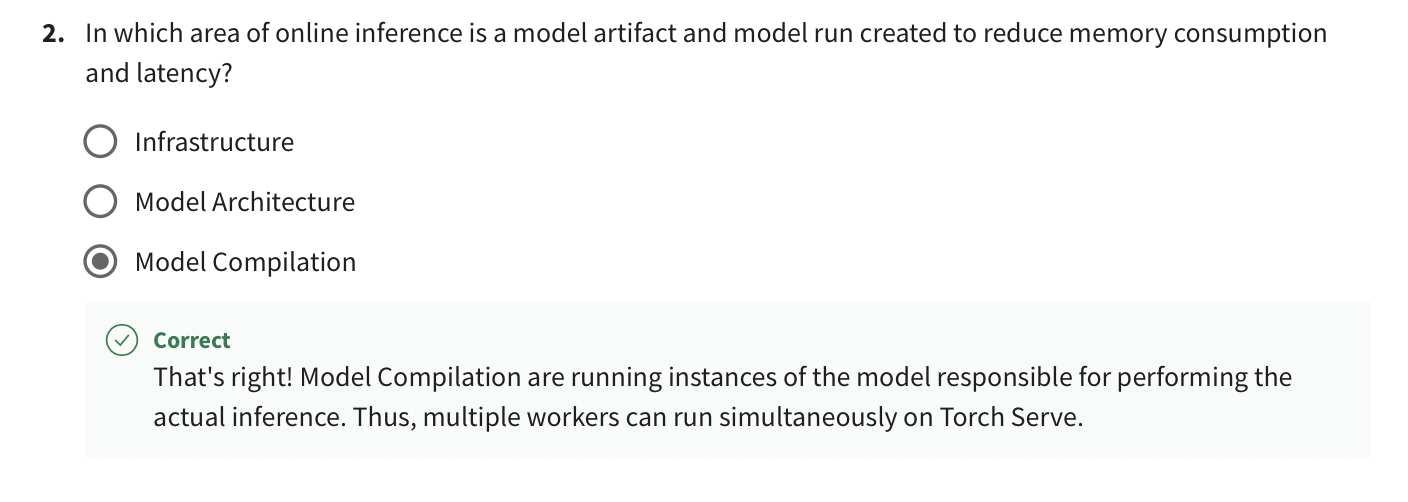 2. In which area of online inference is a model artifact and model run created to reduce memory consumption
and latency?
Infrastructure
Model Architecture
Model Compilation
Correct
That's right! Model Compilation are running instances of the model responsible for performing the
actual inference. Thus, multiple workers can run simultaneously on Torch Serve.